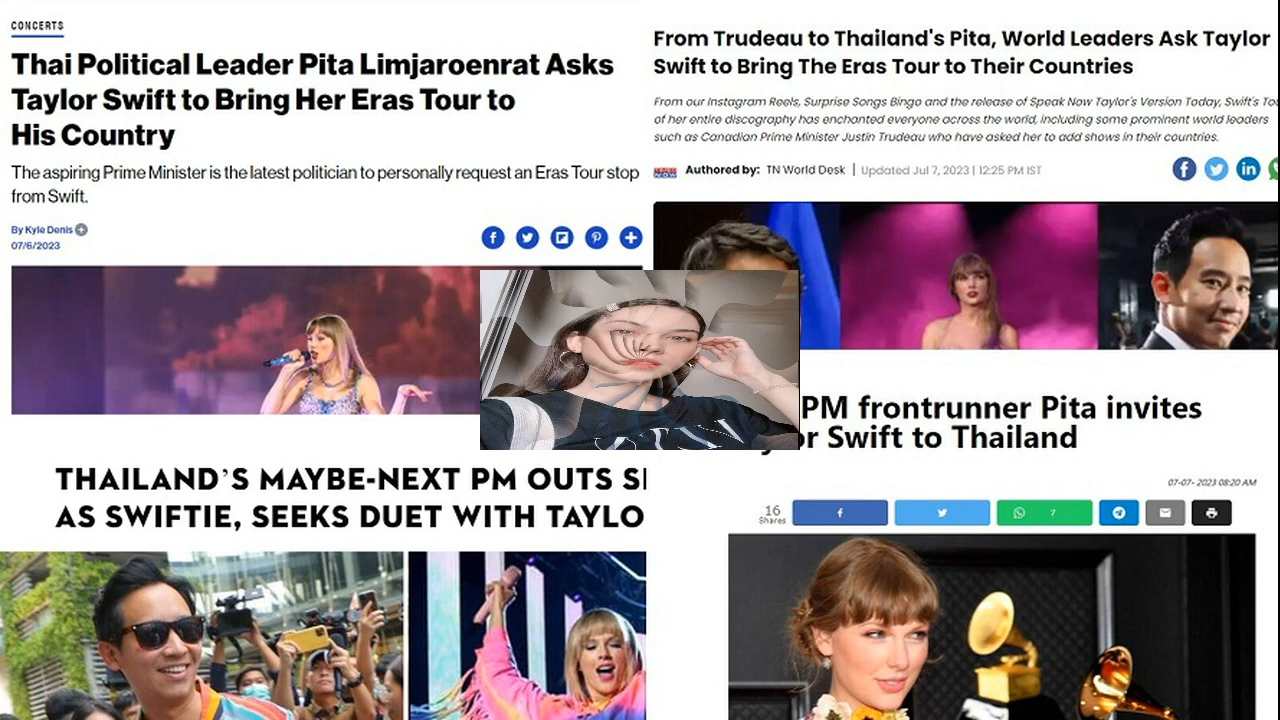 CONCERTS
Thai Political Leader Pita Limjaroenrat Asks
Taylor Swift to Bring Her Eras Tour to
His Country
The aspiring Prime Minister is the latest politician to personally request an Eras Tour stop
from Swift.
By Kyle Denis
07/6/2023
From Trudeau to Thailand's Pita, World Leaders Ask Taylor
Swift to Bring The Eras Tour to Their Countries
From our Instagram Reels, Surprise Songs Bingo and the release of Speak Now Taylor's Version Today, Swift's To
of her entire discography has enchanted everyone across the world, including some prominent world leaders
such as Canadian Prime Minister Justin Trudeau who have asked her to add shows in their countries.
Authored by: TN World Desk | Updated Jul 7, 2023 | 12:25 PM IST
THAILAND'S MAYBE-NEXT PM OUTS
AS SWIFTIE, SEEKS DUET WITH TAYLO
PM frontrunner Pita invites
or Swift to Thailand
07-07- 2023 08:20 AM
16
Shares
7